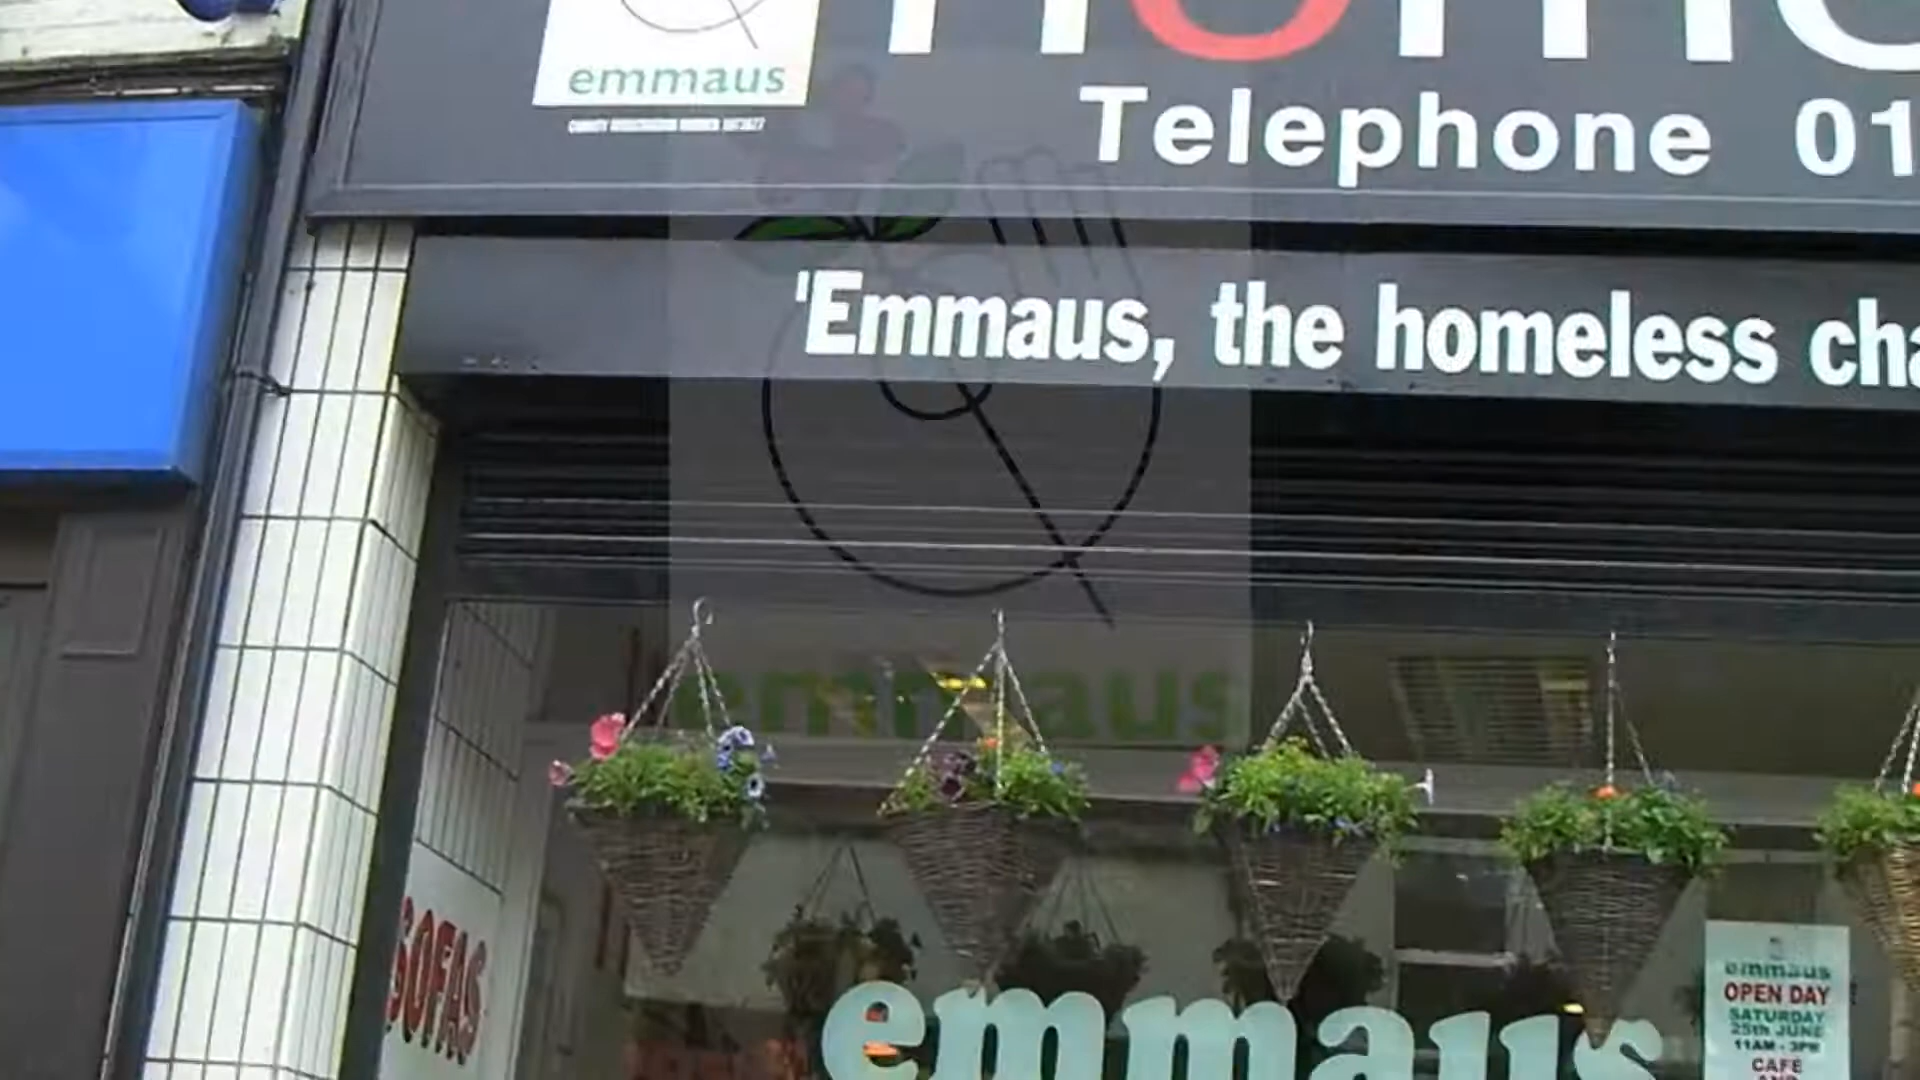 emmaus
Telephone 01
'Emmaus, the homeless cha
emmaus
SOFAS
emmaus
emmaus
OPEN DAY
SATURDAY
25th JUNE
11AM - 3PM
CAFE